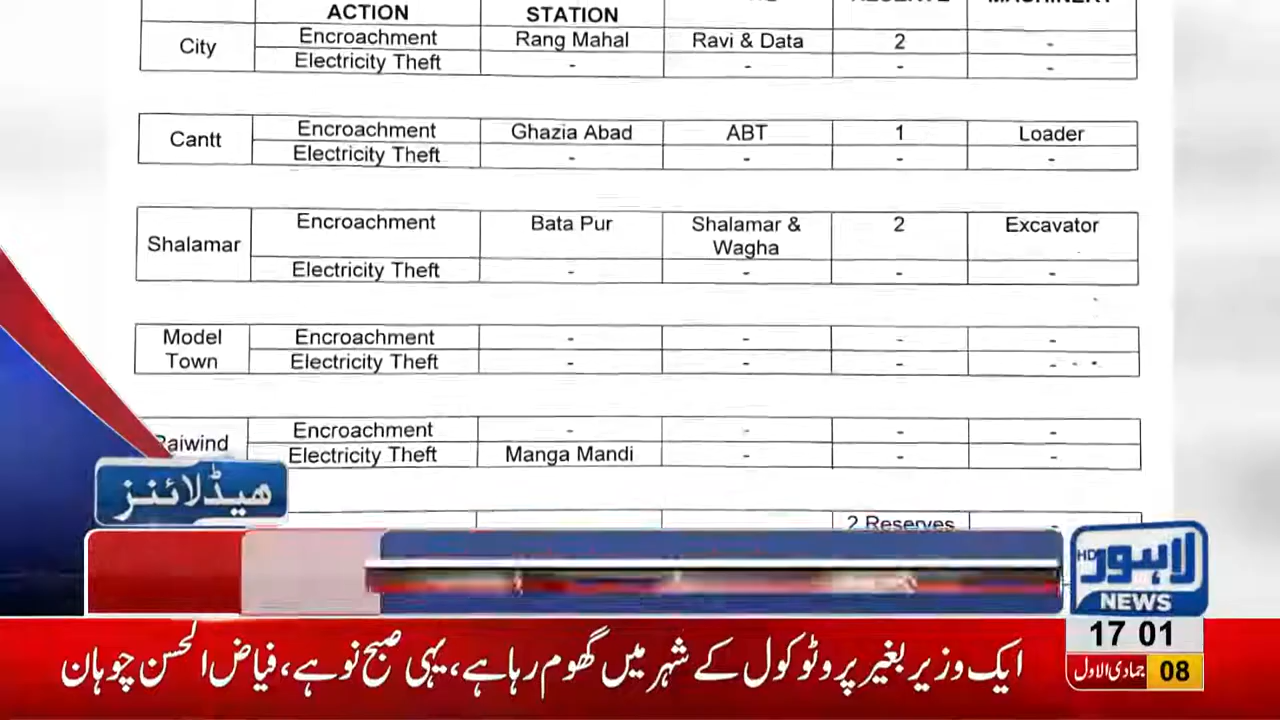 ACTION STATION
City Encroachment Rang Mahal Ravi & Data 2 -
Electricity Theft - - - -
Cantt Encroachment Ghazia Abad ABT 1 Loader
Electricity Theft - - - -
Shalamar Encroachment Bata Pur Shalamar & Wagha 2 Excavator
Electricity Theft - - - -
Model Town Encroachment - - - -
Electricity Theft - - - -
Raiwind Encroachment - - - -
Electricity Theft Manga Mandi - - -
2 Reserves -
ہیڈلائنز
HD لاہور
NEWS
17 01
ایک وزیر بغیر پروٹوکول کے شہر میں گھوم رہا ہے، یہی صبح نو ہے، فیاض الحسن چوہان
08 جمادی الاول